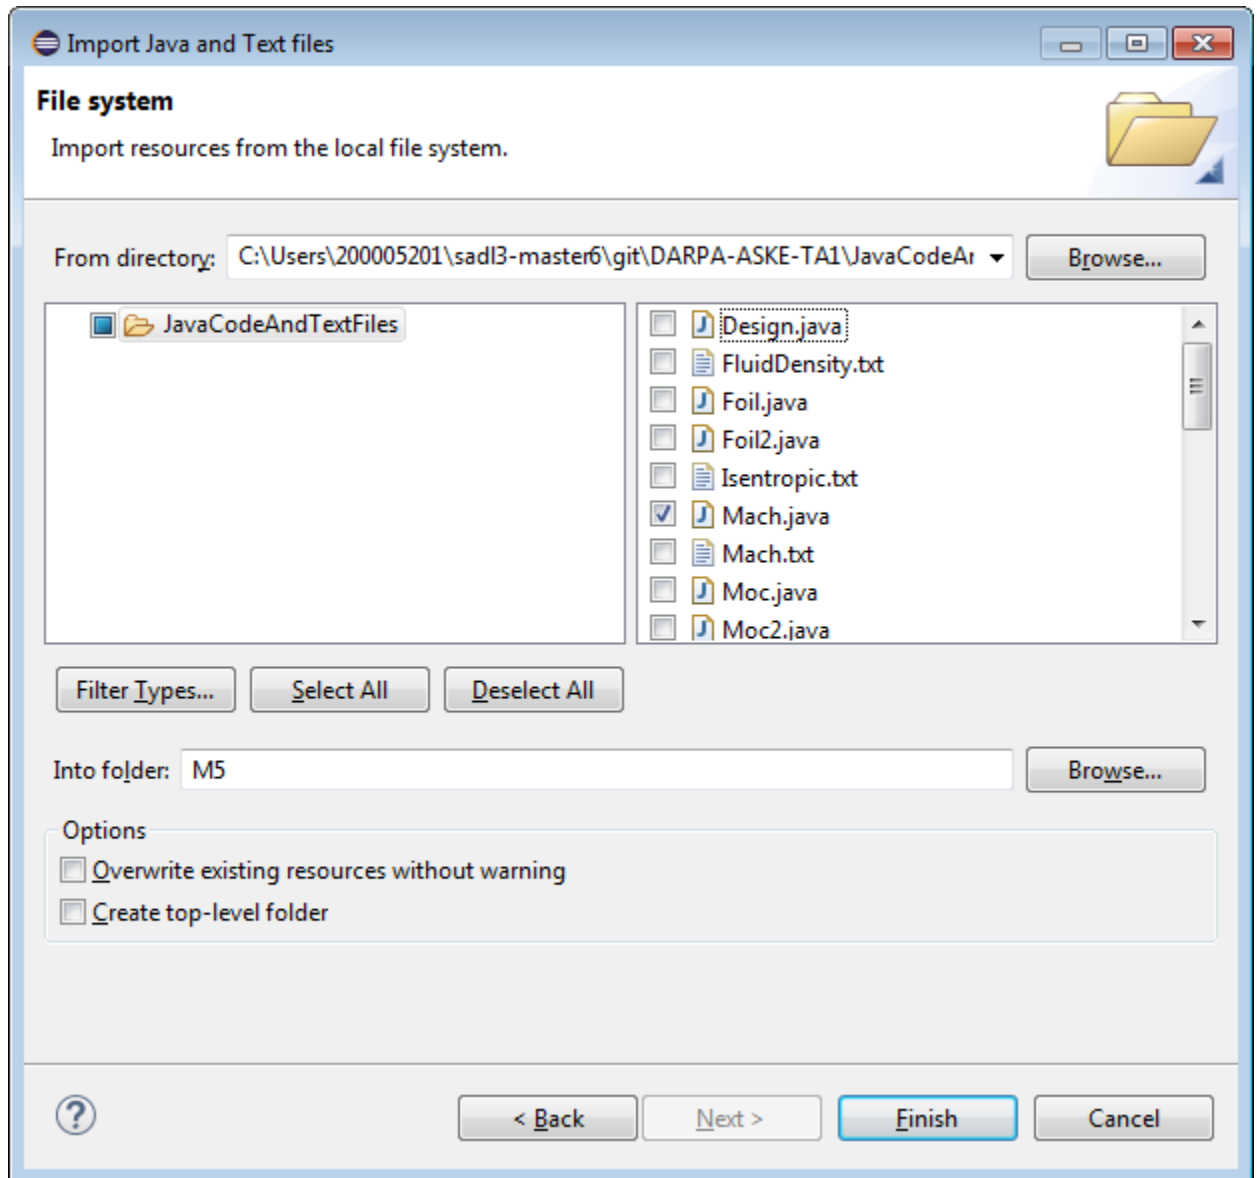 Import Java and Text files
File system
Import resources from the local file system.
From directory: C:\Users\200005201\sadl3-master6\git\DARPA-ASKE-TA1\JavaCodeAr Browse...
JavaCodeAndTextFiles
Design.java
FluidDensity.txt
Foil.java
Foil2.java
Isentropic.txt
Mach.java
Mach.txt
Moc.java
Moc2.java
Filter Types... Select All Deselect All
Into folder: M5 Browse...
Options
Overwrite existing resources without warning
Create top-level folder
? < Back Next > Finish Cancel